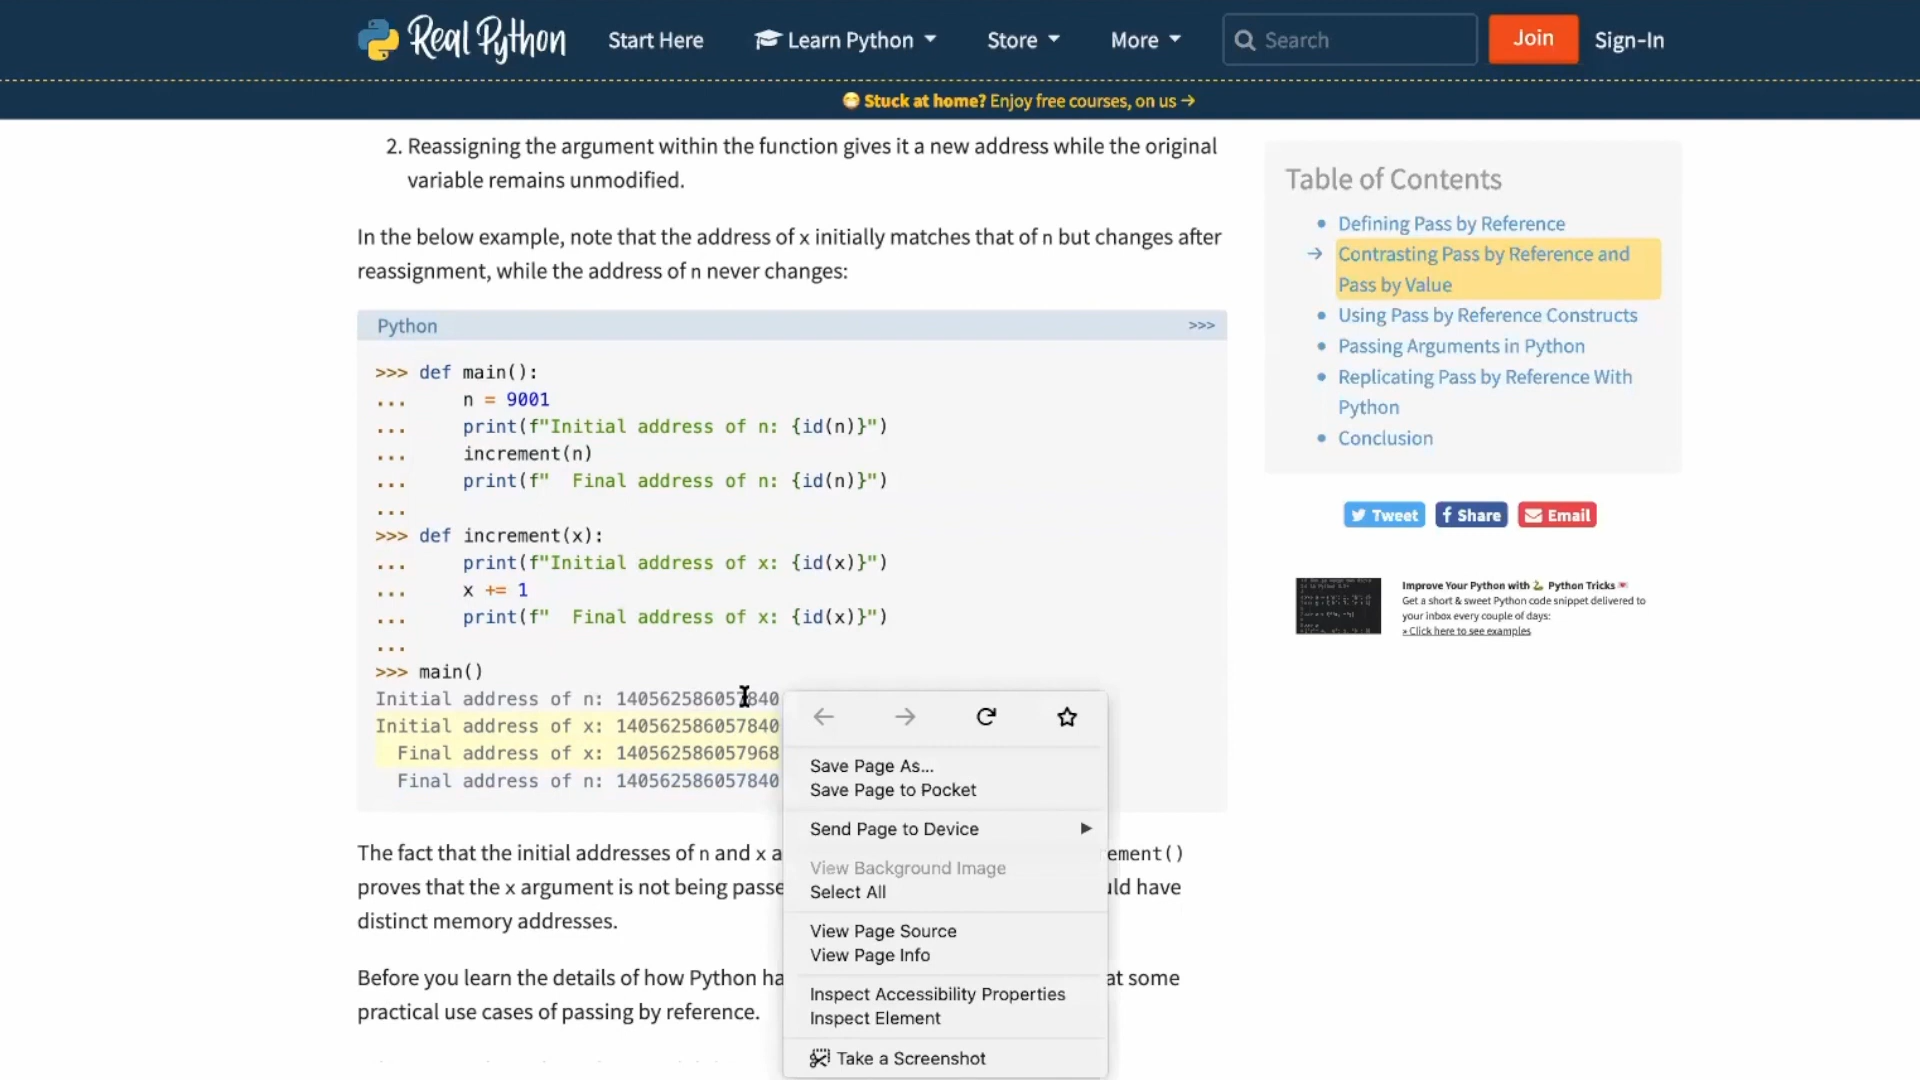 Real Python
Start Here
Learn Python
Store
More
Search
Join
Sign-In
Stuck at home? Enjoy free courses, on us →
2. Reassigning the argument within the function gives it a new address while the original
variable remains unmodified.
In the below example, note that the address of x initially matches that of n but changes after
reassignment, while the address of n never changes:
Python >>>
>>> def main():
...     n = 9001
...     print(f"Initial address of n: {id(n)}")
...     increment(n)
...     print(f"  Final address of n: {id(n)}")
...
>>> def increment(x):
...     print(f"Initial address of x: {id(x)}")
...     x += 1
...     print(f"  Final address of x: {id(x)}")
...
>>> main()
Initial address of n: 140562586057840
Initial address of x: 140562586057840
  Final address of x: 140562586057968
  Final address of n: 140562586057840
The fact that the initial addresses of n and x a ement()
proves that the x argument is not being passe uld have
distinct memory addresses.
Before you learn the details of how Python ha at some
practical use cases of passing by reference.
Save Page As...
Save Page to Pocket
Send Page to Device
View Background Image
Select All
View Page Source
View Page Info
Inspect Accessibility Properties
Inspect Element
Take a Screenshot
Table of Contents
• Defining Pass by Reference
→ Contrasting Pass by Reference and
Pass by Value
• Using Pass by Reference Constructs
• Passing Arguments in Python
• Replicating Pass by Reference With
Python
• Conclusion
Tweet
Share
Email
Improve Your Python with 🐍 Python Tricks 💌
Get a short & sweet Python code snippet delivered to
your inbox every couple of days:
» Click here to see examples